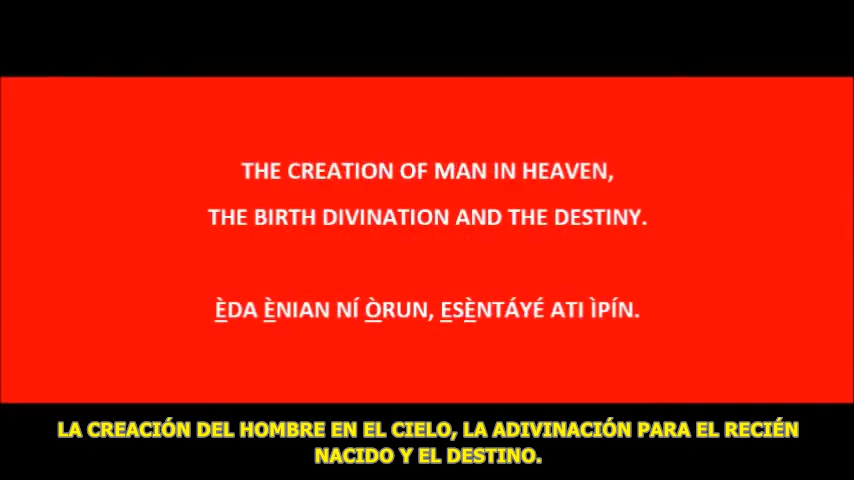 THE CREATION OF MAN IN HEAVEN,
THE BIRTH DIVINATION AND THE DESTINY.
È̲DA È̲NIAN NÍ Ò̲RUN, E̲SÈ̲NTÁYÉ ATI ÌPÍN.
LA CREACIÓN DEL HOMBRE EN EL CIELO, LA ADIVINACIÓN PARA EL RECIÉN
NACIDO Y EL DESTINO.